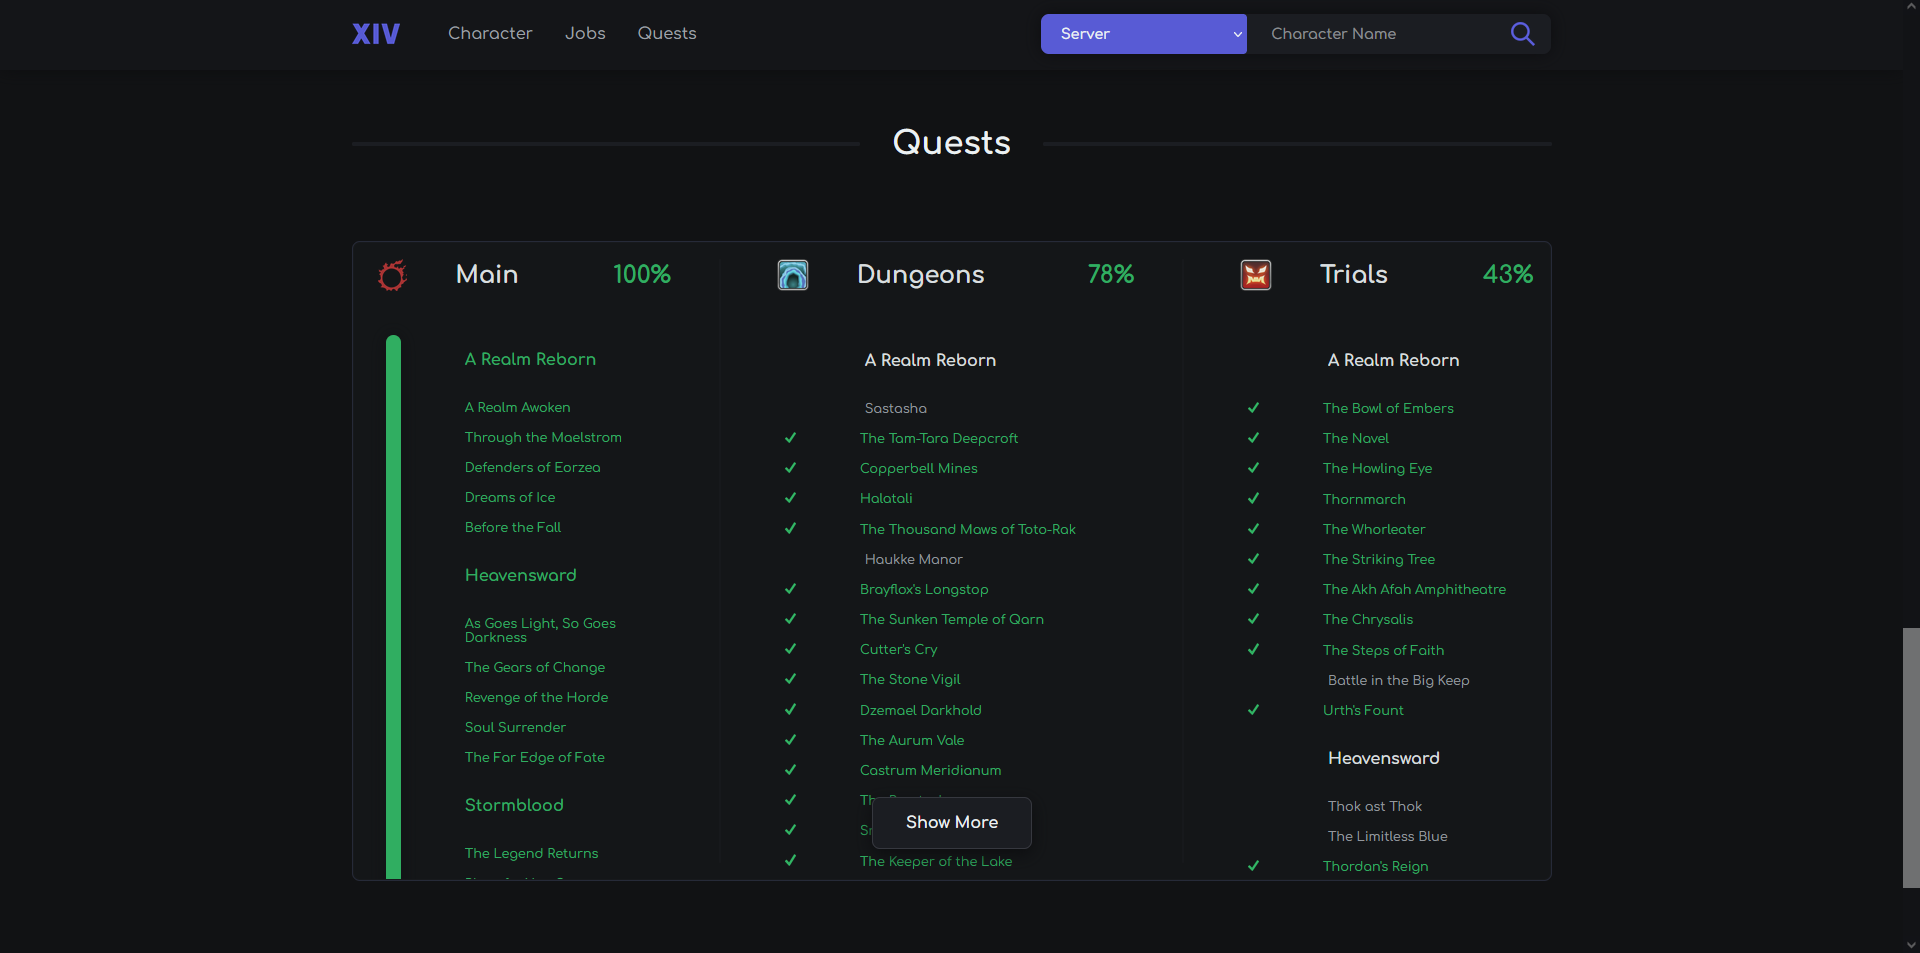 XIV
Character
Jobs
Quests
Server
Character Name
Quests
Main
100%
A Realm Reborn
A Realm Awoken
Through the Maelstrom
Defenders of Eorzea
Dreams of Ice
Before the Fall
Heavensward
As Goes Light, So Goes
Darkness
The Gears of Change
Revenge of the Horde
Soul Surrender
The Far Edge of Fate
Stormblood
The Legend Returns
Dungeons
78%
A Realm Reborn
Sastasha
The Tam-Tara Deepcroft
Copperbell Mines
Halatali
The Thousand Maws of Toto-Rak
Haukke Manor
Brayflox's Longstop
The Sunken Temple of Qarn
Cutter's Cry
The Stone Vigil
Dzemael Darkhold
The Aurum Vale
Castrum Meridianum
The Keeper of the Lake
Show More
Trials
43%
A Realm Reborn
The Bowl of Embers
The Navel
The Howling Eye
Thornmarch
The Whorleater
The Striking Tree
The Akh Afah Amphitheatre
The Chrysalis
The Steps of Faith
Battle in the Big Keep
Urth's Fount
Heavensward
Thok ast Thok
The Limitless Blue
Thordan's Reign